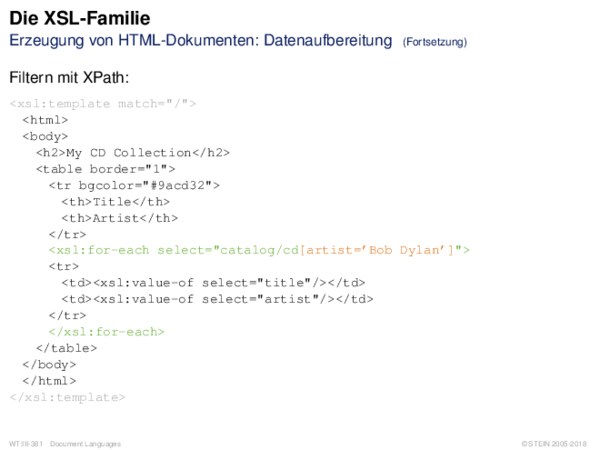 Die XSL-Familie
Erzeugung von HTML-Dokumenten: Datenaufbereitung (Fortsetzung)
Filtern mit XPath:
<xsl:template match="/">
<html>
<body>
<h2>My CD Collection</h2>
<table border="1">
<tr bgcolor="#9acd32">
<th>Title</th>
<th>Artist</th>
</tr>
<xsl:for-each select="catalog/cd[artist=’Bob Dylan’]">
<tr>
<td><xsl:value-of select="title"/></td>
<td><xsl:value-of select="artist"/></td>
</tr>
</xsl:for-each>
</table>
</body>
</html>
</xsl:template>
WT:III-381 Document Languages © STEIN 2005-2018